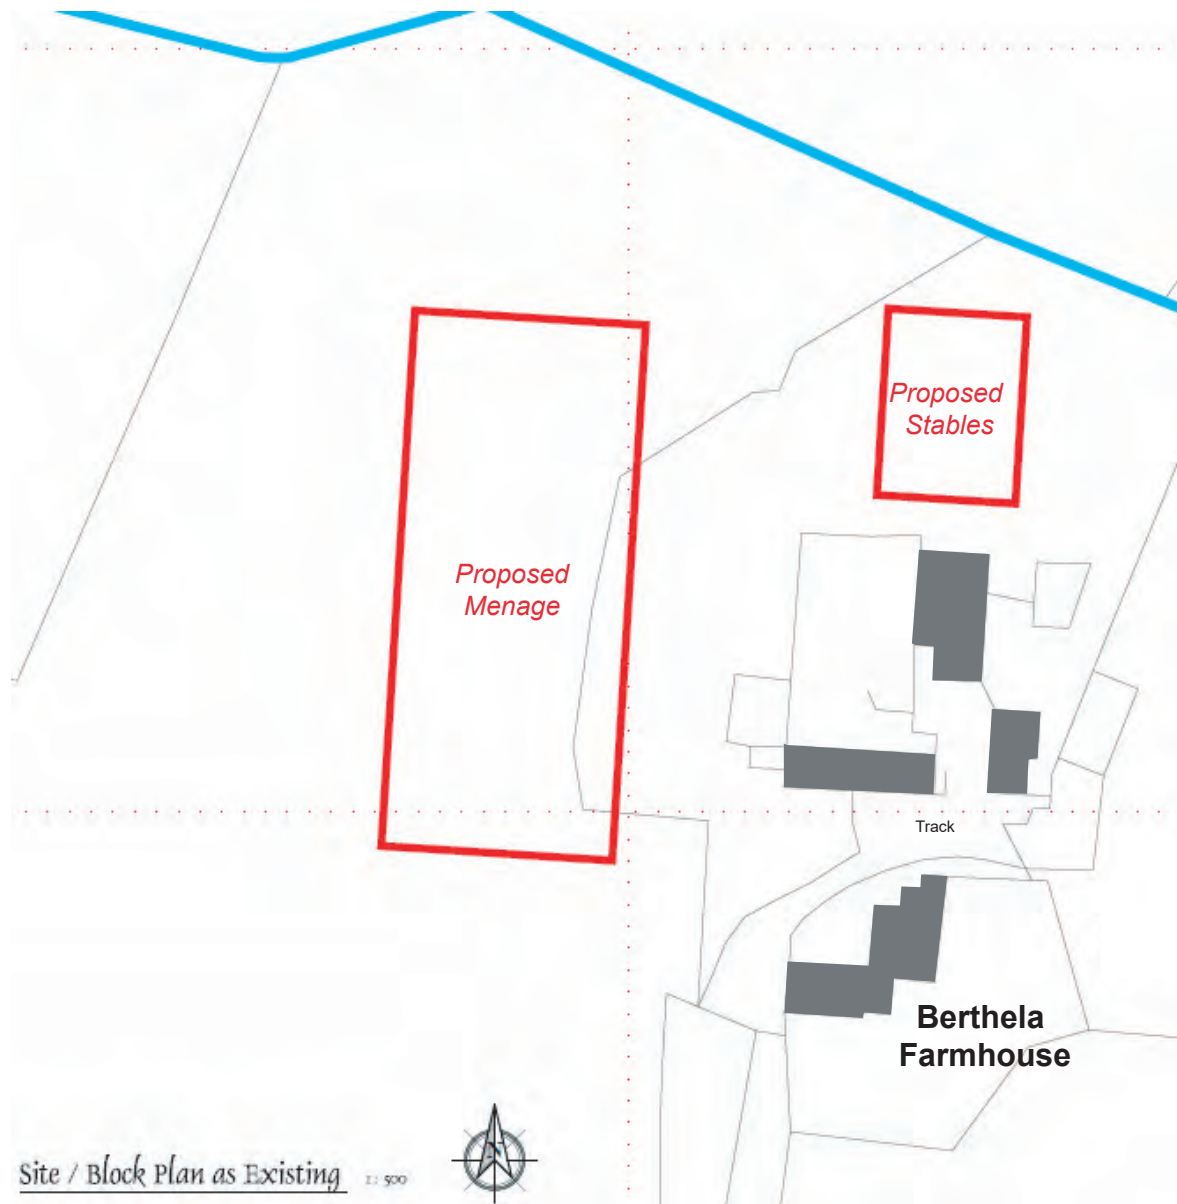 Proposed
Stables
Proposed
Menage
Track
Berthela
Farmhouse
Site / Block Plan as Existing 1: 500